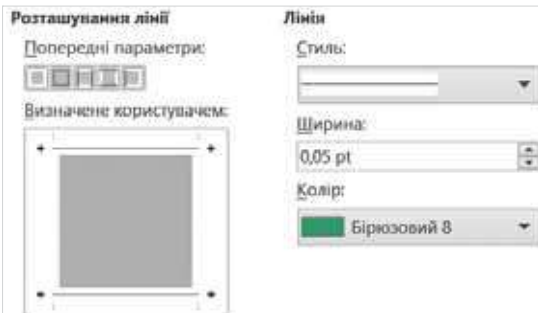 Розташування лінії
Попередні параметри:
Визначене користувачем:
Лінія
Стиль:
Ширина:
0,05 pt
Колір:
Бірюзовий 8